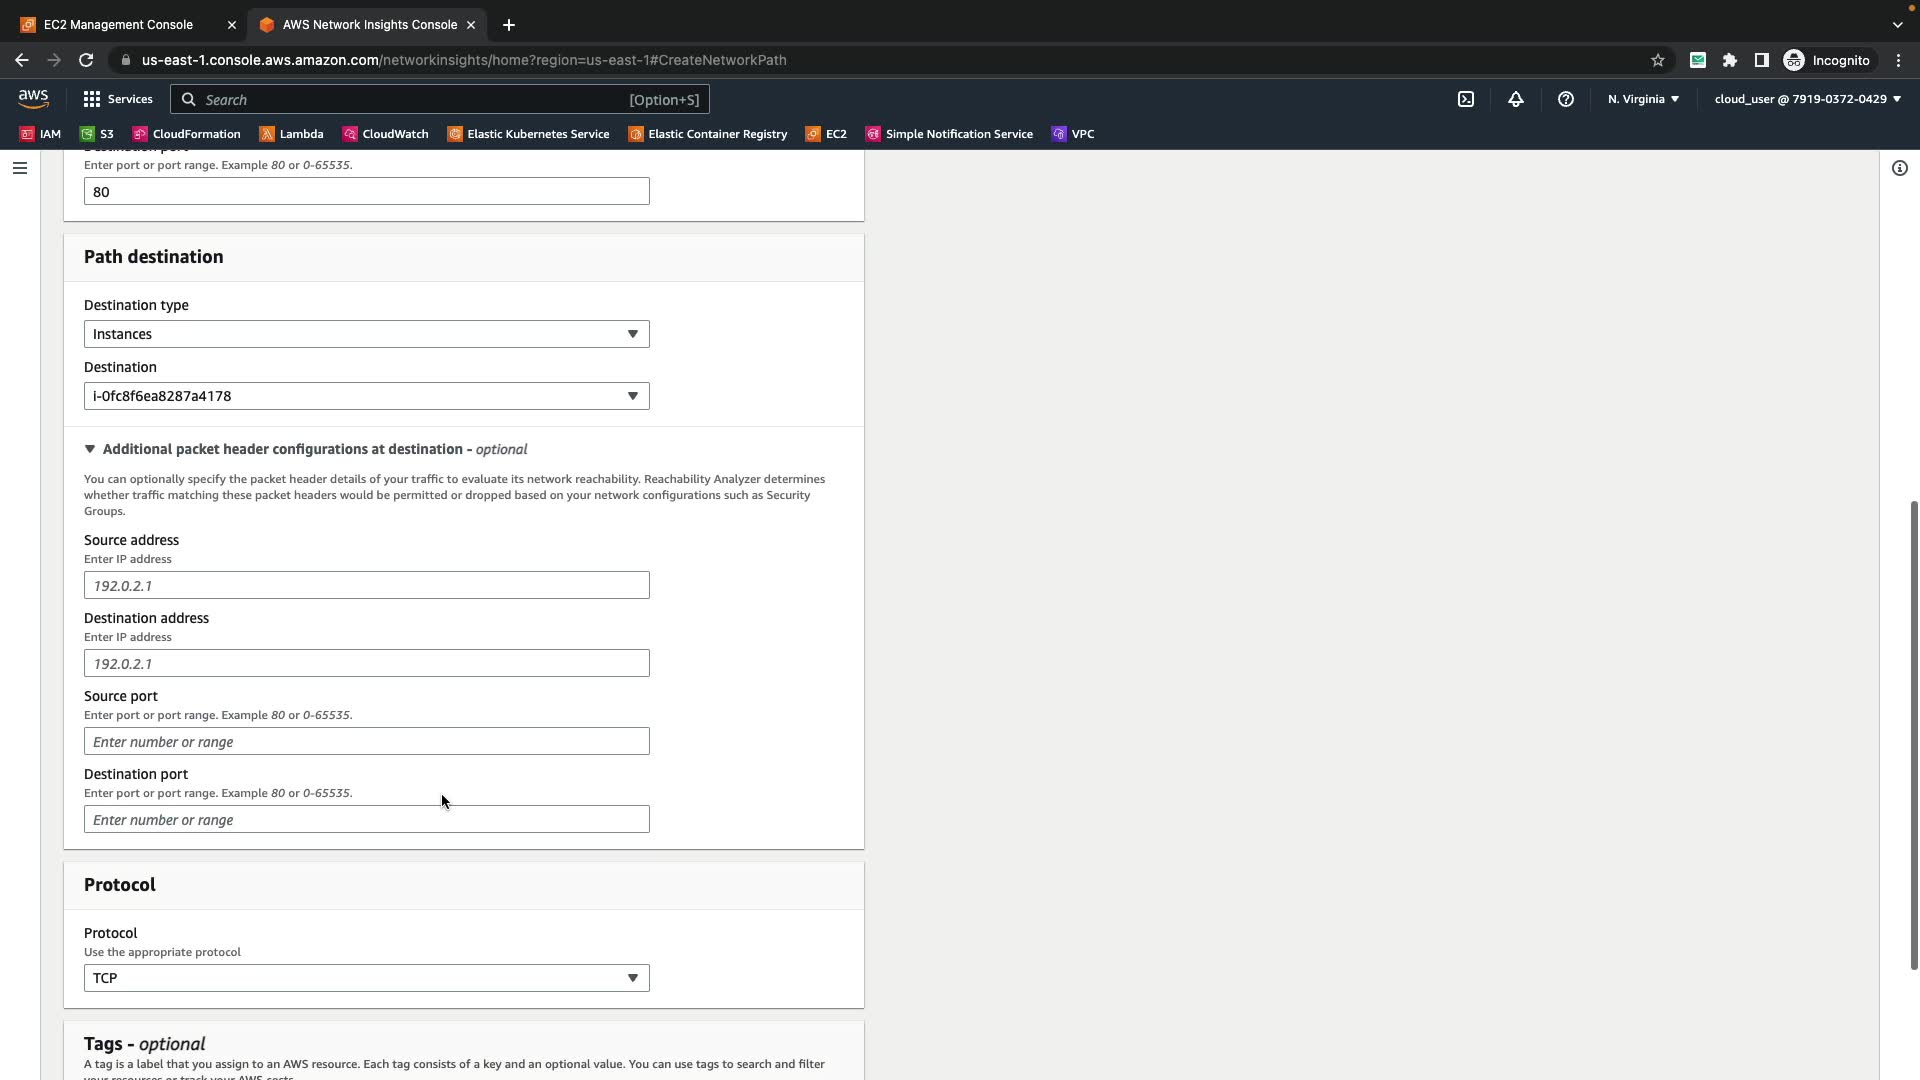 EC2 Management Console
AWS Network Insights Console
us-east-1.console.aws.amazon.com/networkinsights/home?region=us-east-1#CreateNetworkPath
Incognito
aws
Services
Search
[Option+S]
N. Virginia
cloud_user @ 7919-0372-0429
IAM
S3
CloudFormation
Lambda
CloudWatch
Elastic Kubernetes Service
Elastic Container Registry
EC2
Simple Notification Service
VPC
Destination port
Enter port or port range. Example 80 or 0-65535.
80
Path destination
Destination type
Instances
Destination
i-0fc8f6ea8287a4178
Additional packet header configurations at destination - optional
You can optionally specify the packet header details of your traffic to evaluate its network reachability. Reachability Analyzer determines
whether traffic matching these packet headers would be permitted or dropped based on your network configurations such as Security
Groups.
Source address
Enter IP address
192.0.2.1
Destination address
Enter IP address
192.0.2.1
Source port
Enter port or port range. Example 80 or 0-65535.
Enter number or range
Destination port
Enter port or port range. Example 80 or 0-65535.
Enter number or range
Protocol
Protocol
Use the appropriate protocol
TCP
Tags - optional
A tag is a label that you assign to an AWS resource. Each tag consists of a key and an optional value. You can use tags to search and filter
your resources or track your AWS costs.